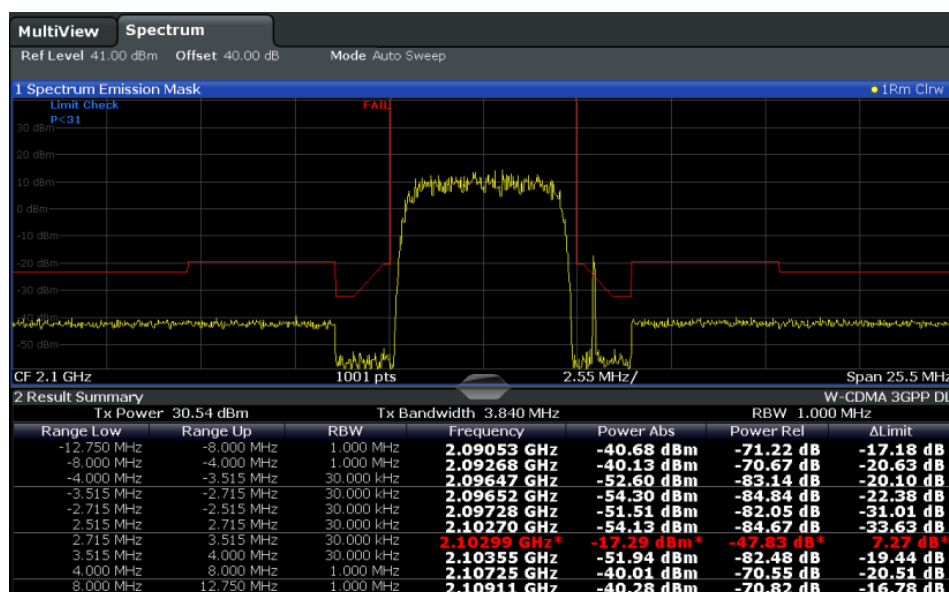 MultiView Spectrum
Ref Level 41.00 dBm Offset 40.00 dB Mode Auto Sweep
1 Spectrum Emission Mask 1Rm Clrw
Limit Check FAIL
P<31
30 dBm
20 dBm
10 dBm
0 dBm
-10 dBm
-20 dBm
-30 dBm
-40 dBm
-50 dBm
CF 2.1 GHz 1001 pts 2.55 MHz/ Span 25.5 MHz
2 Result Summary W-CDMA 3GPP DL
Tx Power 30.54 dBm Tx Bandwidth 3.840 MHz RBW 1.000 MHz
Range Low Range Up RBW Frequency Power Abs Power Rel ΔLimit
-12.750 MHz -8.000 MHz 1.000 MHz 2.09053 GHz -40.68 dBm -71.22 dB -17.18 dB
-8.000 MHz -4.000 MHz 1.000 MHz 2.09268 GHz -40.13 dBm -70.67 dB -20.63 dB
-4.000 MHz -3.515 MHz 30.000 kHz 2.09647 GHz -52.60 dBm -83.14 dB -20.10 dB
-3.515 MHz -2.715 MHz 30.000 kHz 2.09652 GHz -54.30 dBm -84.84 dB -22.38 dB
-2.715 MHz -2.515 MHz 30.000 kHz 2.09728 GHz -51.51 dBm -82.05 dB -31.01 dB
2.515 MHz 2.715 MHz 30.000 kHz 2.10270 GHz -54.13 dBm -84.67 dB -33.63 dB
2.715 MHz 3.515 MHz 30.000 kHz 2.10299 GHz* -17.29 dBm* -47.83 dB* 7.27 dB*
3.515 MHz 4.000 MHz 30.000 kHz 2.10355 GHz -51.94 dBm -82.48 dB -19.44 dB
4.000 MHz 8.000 MHz 1.000 MHz 2.10725 GHz -40.01 dBm -70.55 dB -20.51 dB
8.000 MHz 12.750 MHz 1.000 MHz 2.10911 GHz -40.28 dBm -70.82 dB -16.78 dB